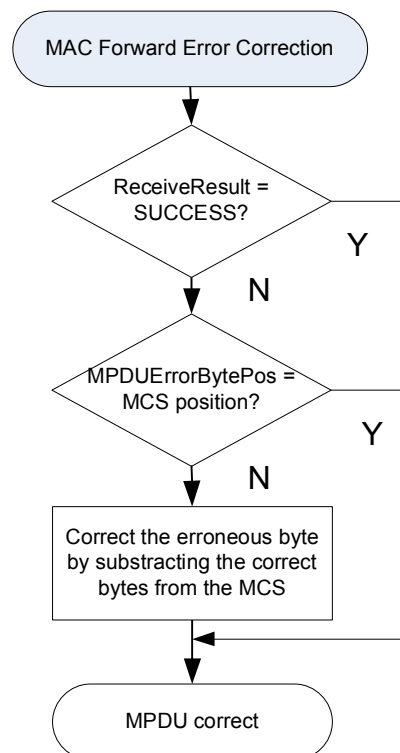 MAC Forward Error Correction
ReceiveResult =
SUCCESS?
Y
N
MPDUErrorBytePos =
MCS position?
Y
N
Correct the erroneous byte
by substracting the correct
bytes from the MCS
MPDU correct